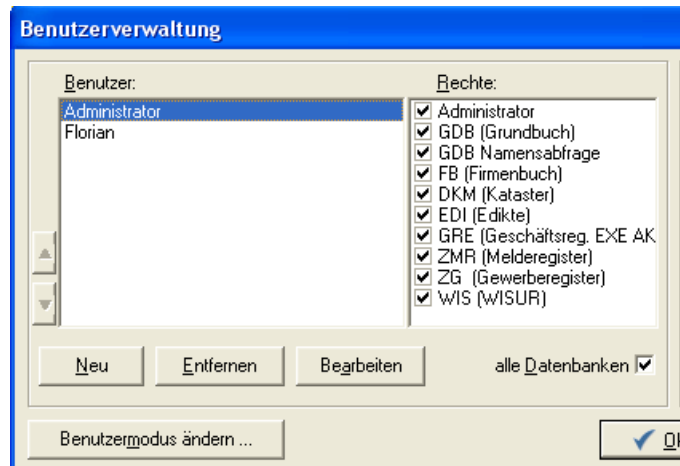 Benutzerverwaltung
Benutzer:
Administrator
Florian
Rechte:
Administrator
GDB (Grundbuch)
GDB Namensabfrage
FB (Firmenbuch)
DKM (Kataster)
EDI (Edikte)
GRE (Geschäftsreg. EXE AK
ZMR (Melderegister)
ZG (Gewerberegister)
WIS (WISUR)
Neu
Entfernen
Bearbeiten
alle Datenbanken
Benutzermodus ändern ...